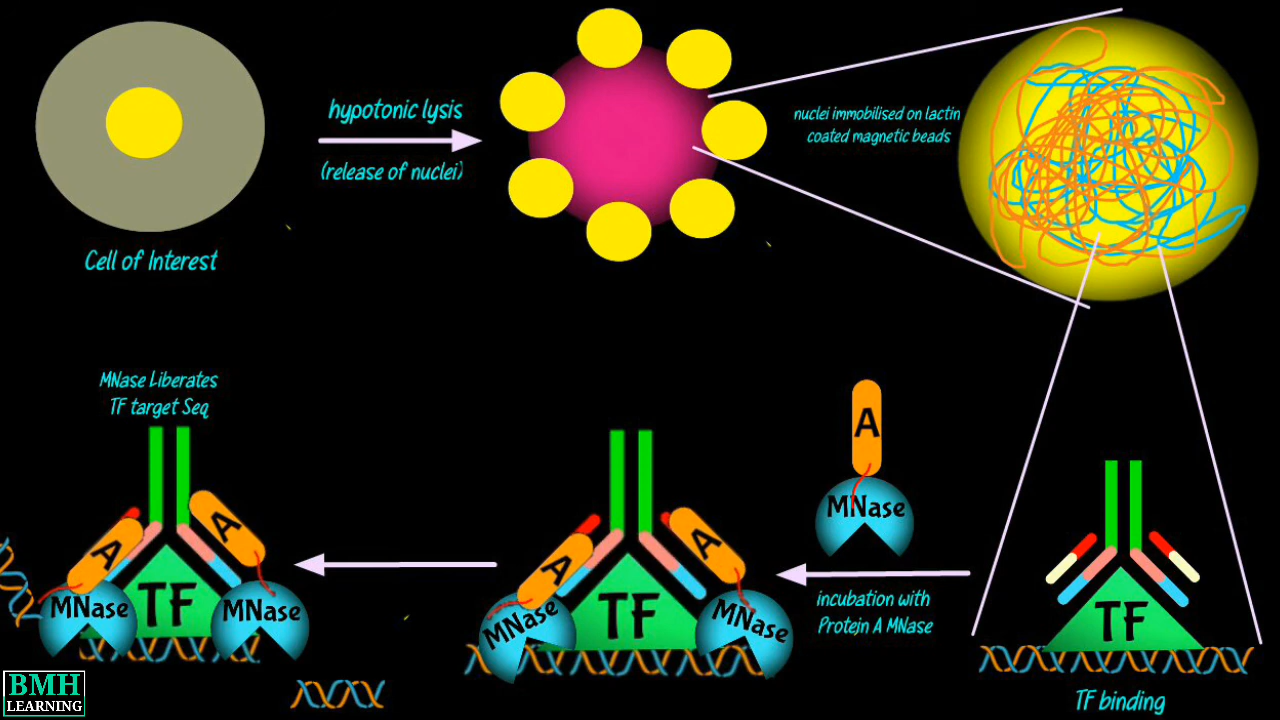 hypotonic lysis
(release of nuclei)
Cell of Interest
nuclei immobilised on lactin
coated magnetic beads
TF binding
TF
A
MNase
incubation with
Protein A MNase
A
A
MNase
TF
MNase
MNase Liberates
TF target Seq
A
A
MNase
TF
MNase
BMH
LEARNING